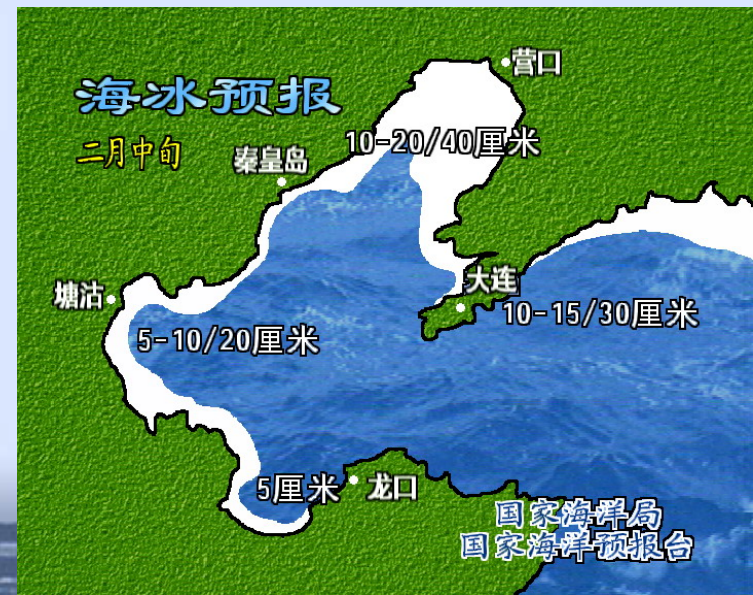 海冰预报
二月中旬
营口
10-20/40厘米
秦皇岛
塘沽
大连
10-15/30厘米
5-10/20厘米
5厘米
龙口
国家海洋局
国家海洋预报台